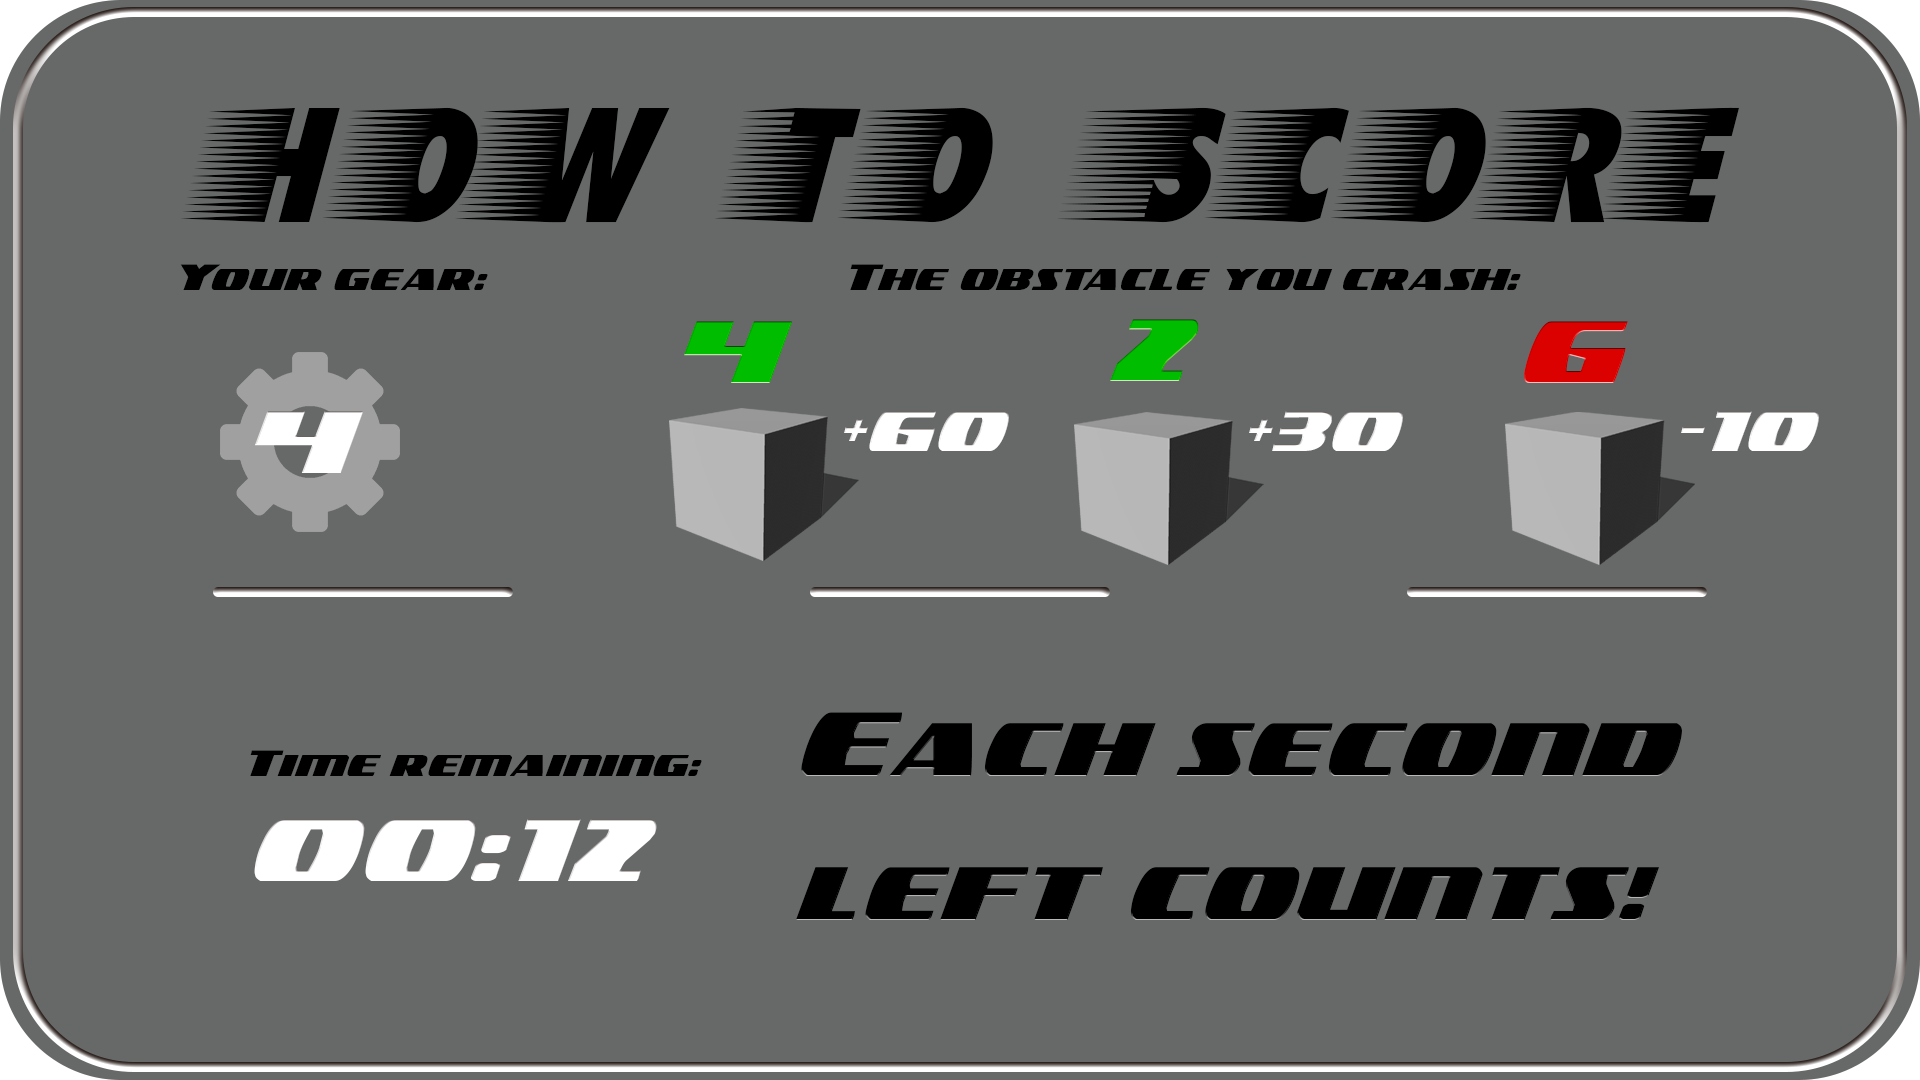 HOW TO SCORE
Your gear:
The obstacle you crash:
4
2
6
4
+60
+30
-10
Each second
Time remaining:
00:12
left counts!